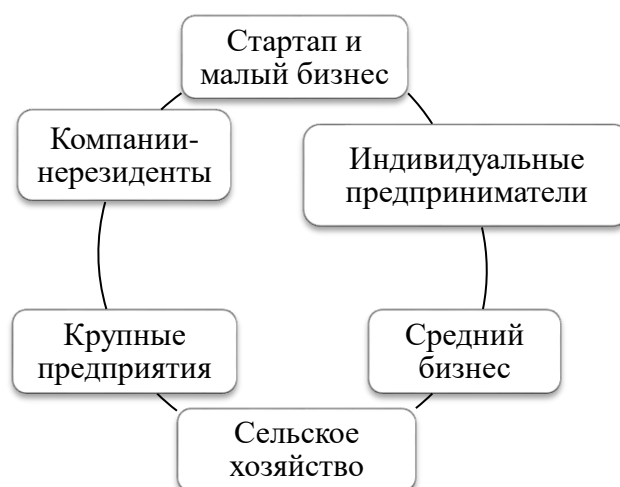 Стартап и
малый бизнес
Компании-
нерезиденты
Индивидуальные
предприниматели
Крупные
предприятия
Средний
бизнес
Сельское
хозяйство